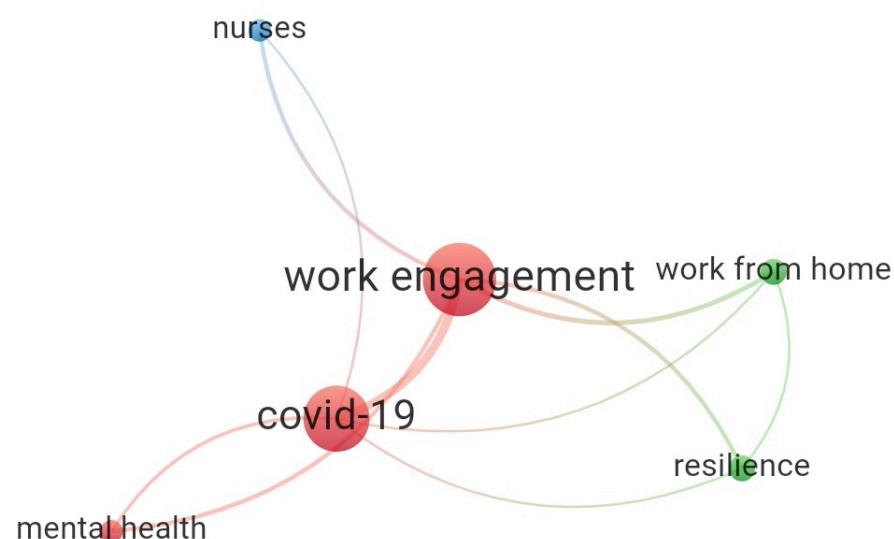 nurses
work engagement
work from home
covid-19
resilience
mental health